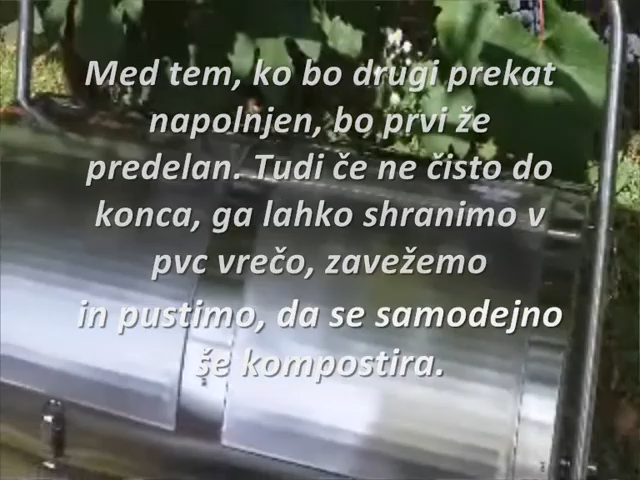 Med tem, ko bo drugi prekat
napolnjen, bo prvi že
predelan. Tudi če ne čisto do
konca, ga lahko shranimo v
pvc vrečo, zavežemo
in pustimo, da se samodejno
še kompostira.